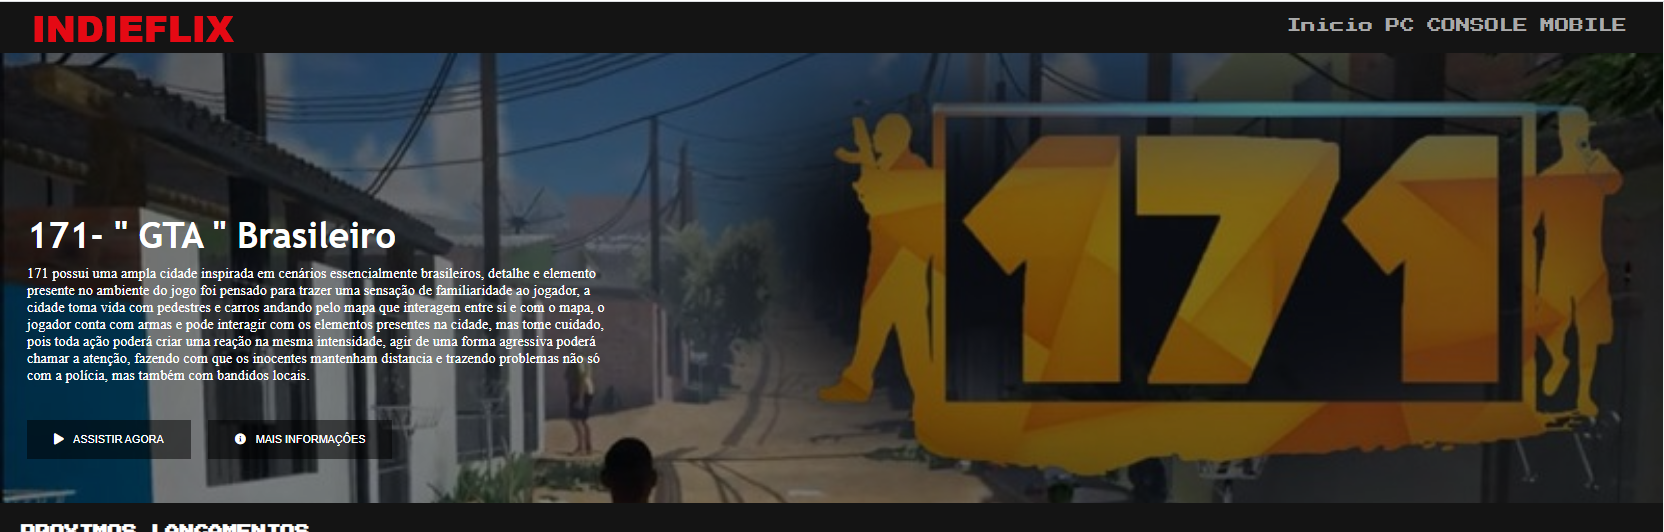 INDIEFLIX
Inicio PC CONSOLE MOBILE
171
171- " GTA " Brasileiro
171 possui uma ampla cidade inspirada em cenários essencialmente brasileiros, detalhe e elemento
presente no ambiente do jogo foi pensado para trazer uma sensação de familiaridade ao jogador, a
cidade toma vida com pedestres e carros andando pelo mapa que interagem entre si e com o mapa, o
jogador conta com armas e pode interagir com os elementos presentes na cidade, mas tome cuidado,
pois toda ação poderá criar uma reação na mesma intensidade, agir de uma forma agressiva poderá
chamar a atenção, fazendo com que os inocentes mantenham distancia e trazendo problemas não só
com a polícia, mas também com bandidos locais.
ASSISTIR AGORA
MAIS INFORMAÇÔES
PROXIMOS LANCAMENTOS